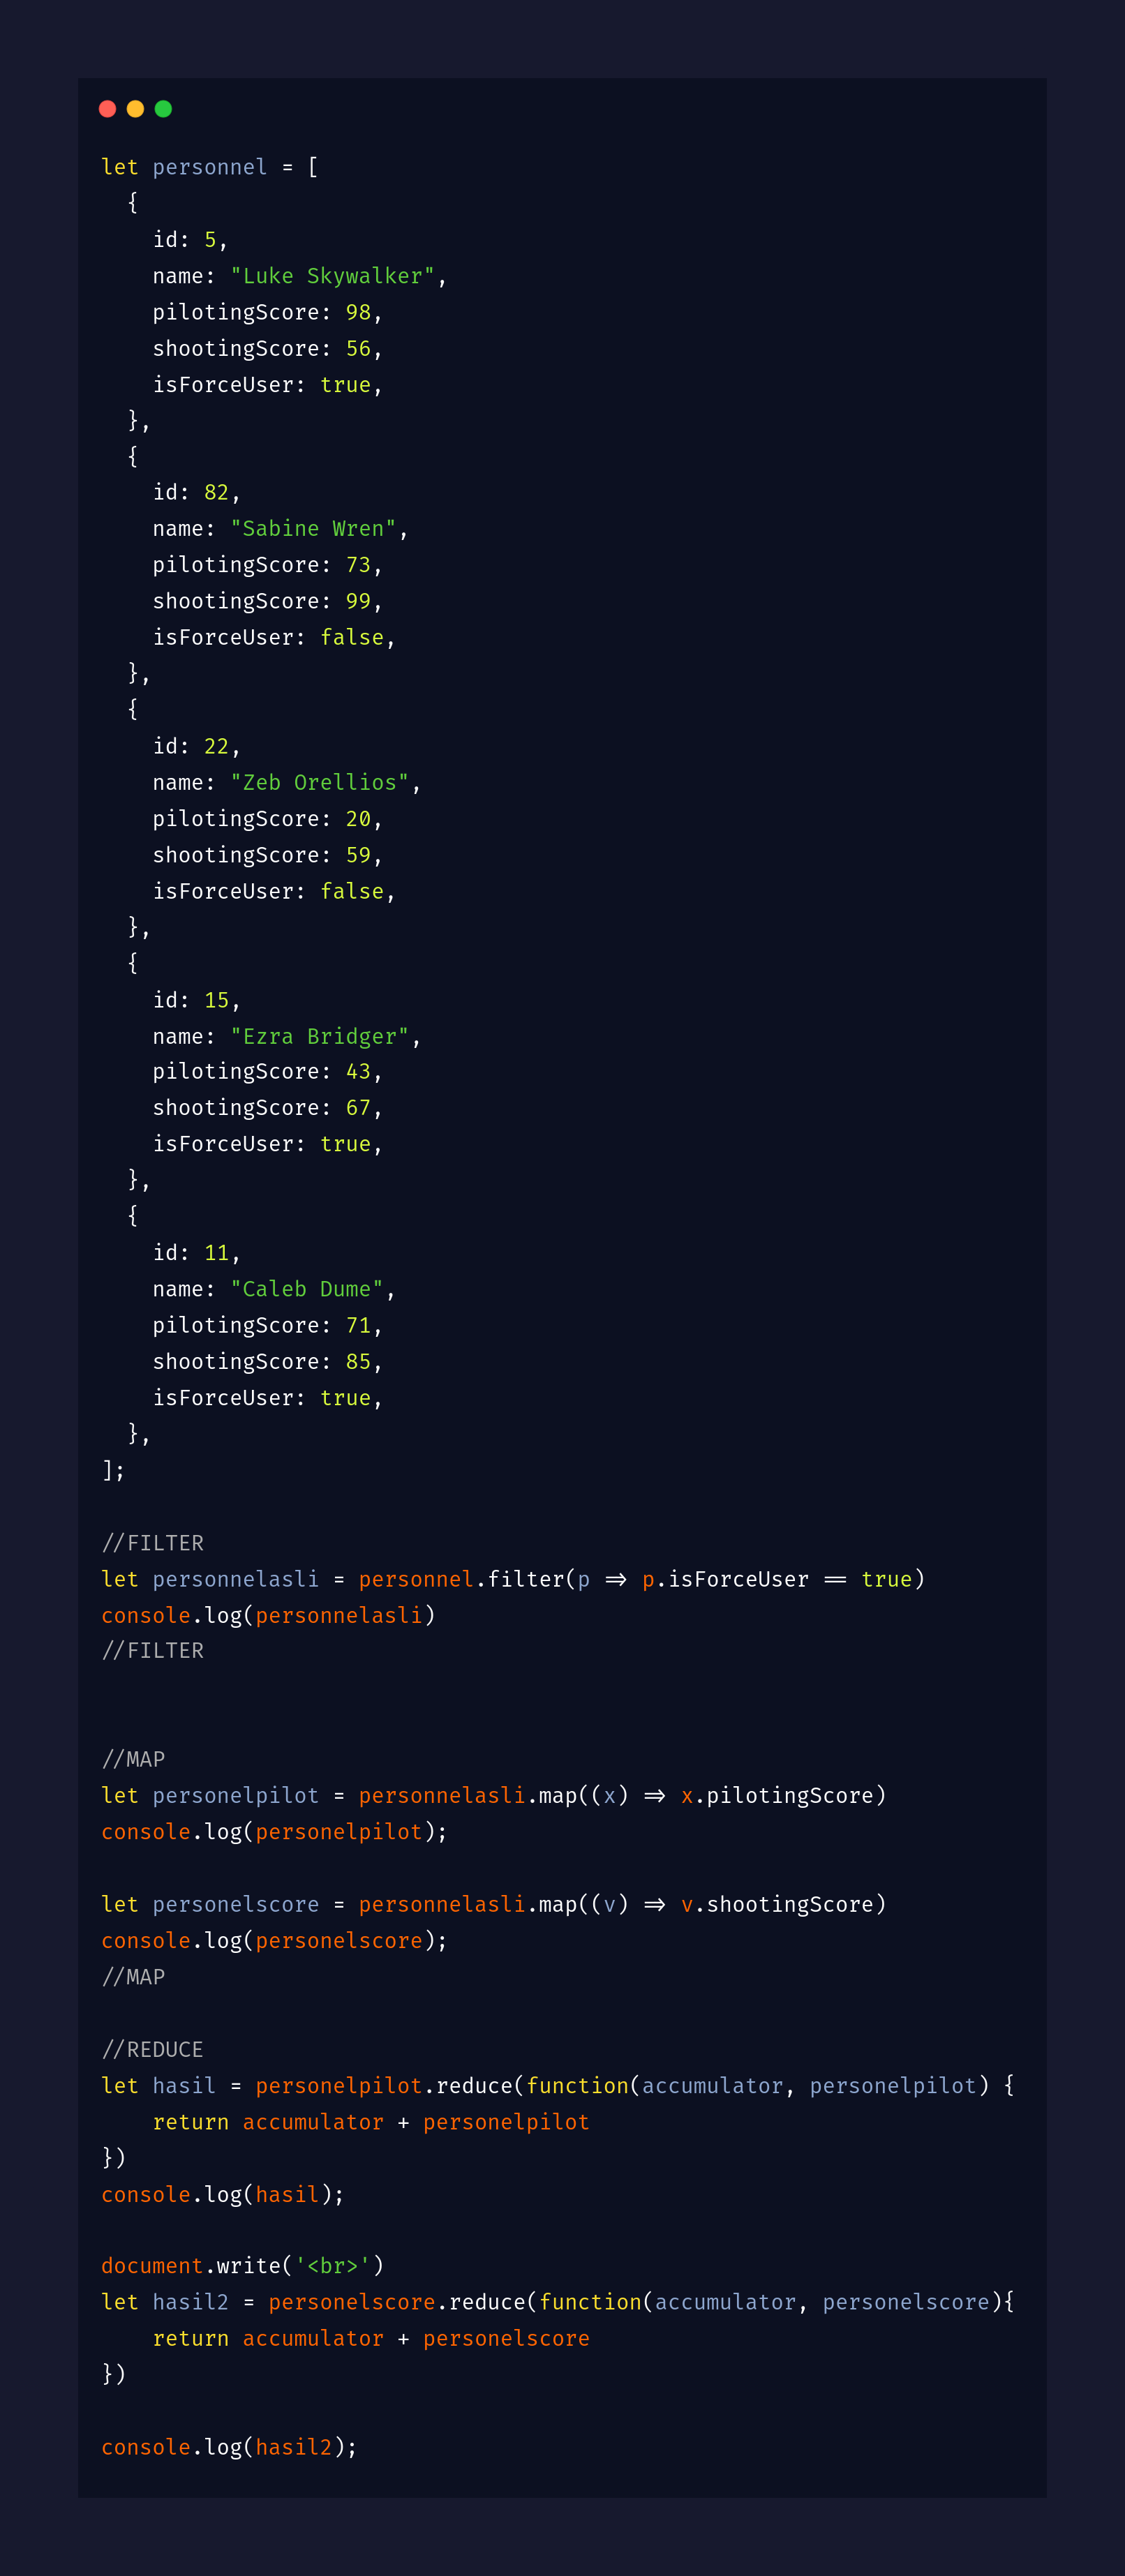 let personnel = [
  {
    id: 5,
    name: "Luke Skywalker",
    pilotingScore: 98,
    shootingScore: 56,
    isForceUser: true,
  },
  {
    id: 82,
    name: "Sabine Wren",
    pilotingScore: 73,
    shootingScore: 99,
    isForceUser: false,
  },
  {
    id: 22,
    name: "Zeb Orellios",
    pilotingScore: 20,
    shootingScore: 59,
    isForceUser: false,
  },
  {
    id: 15,
    name: "Ezra Bridger",
    pilotingScore: 43,
    shootingScore: 67,
    isForceUser: true,
  },
  {
    id: 11,
    name: "Caleb Dume",
    pilotingScore: 71,
    shootingScore: 85,
    isForceUser: true,
  },
];

//FILTER
let personnelasli = personnel.filter(p => p.isForceUser == true)
console.log(personnelasli)
//FILTER

//MAP
let personelpilot = personnelasli.map((x) => x.pilotingScore)
console.log(personelpilot);

let personelscore = personnelasli.map((v) => v.shootingScore)
console.log(personelscore);
//MAP

//REDUCE
let hasil = personelpilot.reduce(function(accumulator, personelpilot) {
    return accumulator + personelpilot
})
console.log(hasil);

document.write('<br>')
let hasil2 = personelscore.reduce(function(accumulator, personelscore){
    return accumulator + personelscore
})

console.log(hasil2);